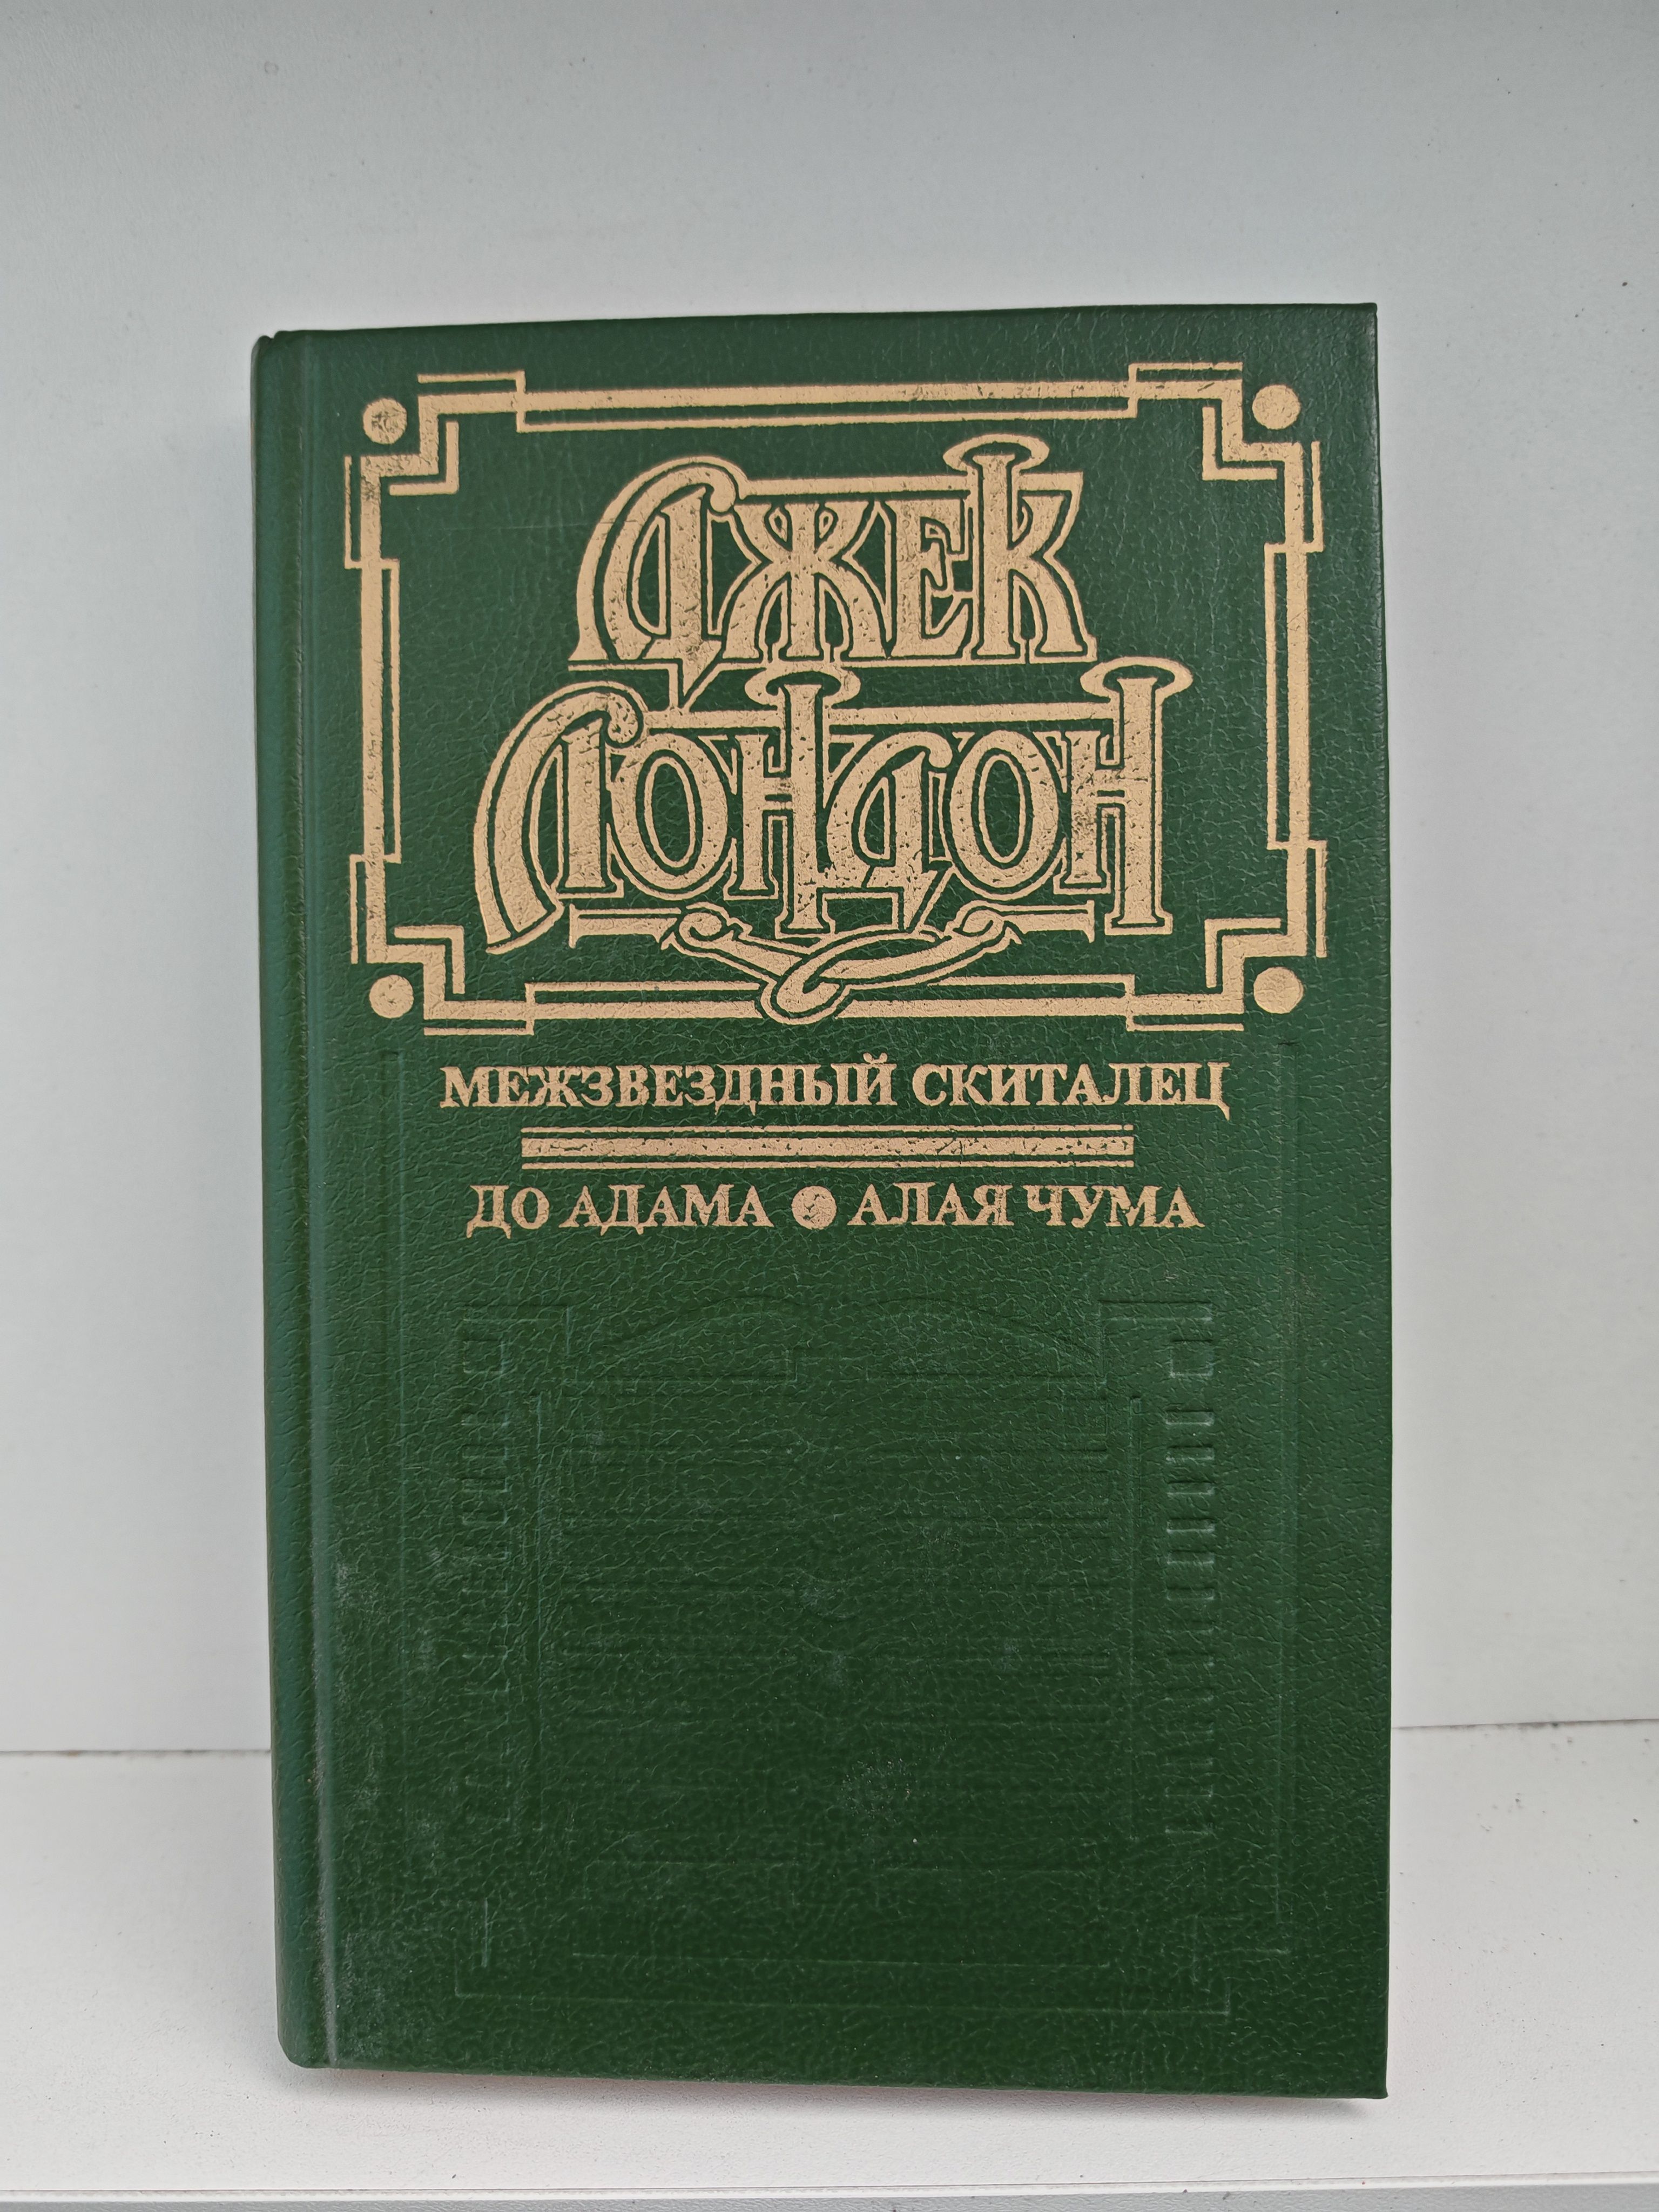 Джек
Лондон
МЕЖЗВЕЗДНЫЙ СКИТАЛЕЦ
ДО АДАМА • АЛАЯ ЧУМА